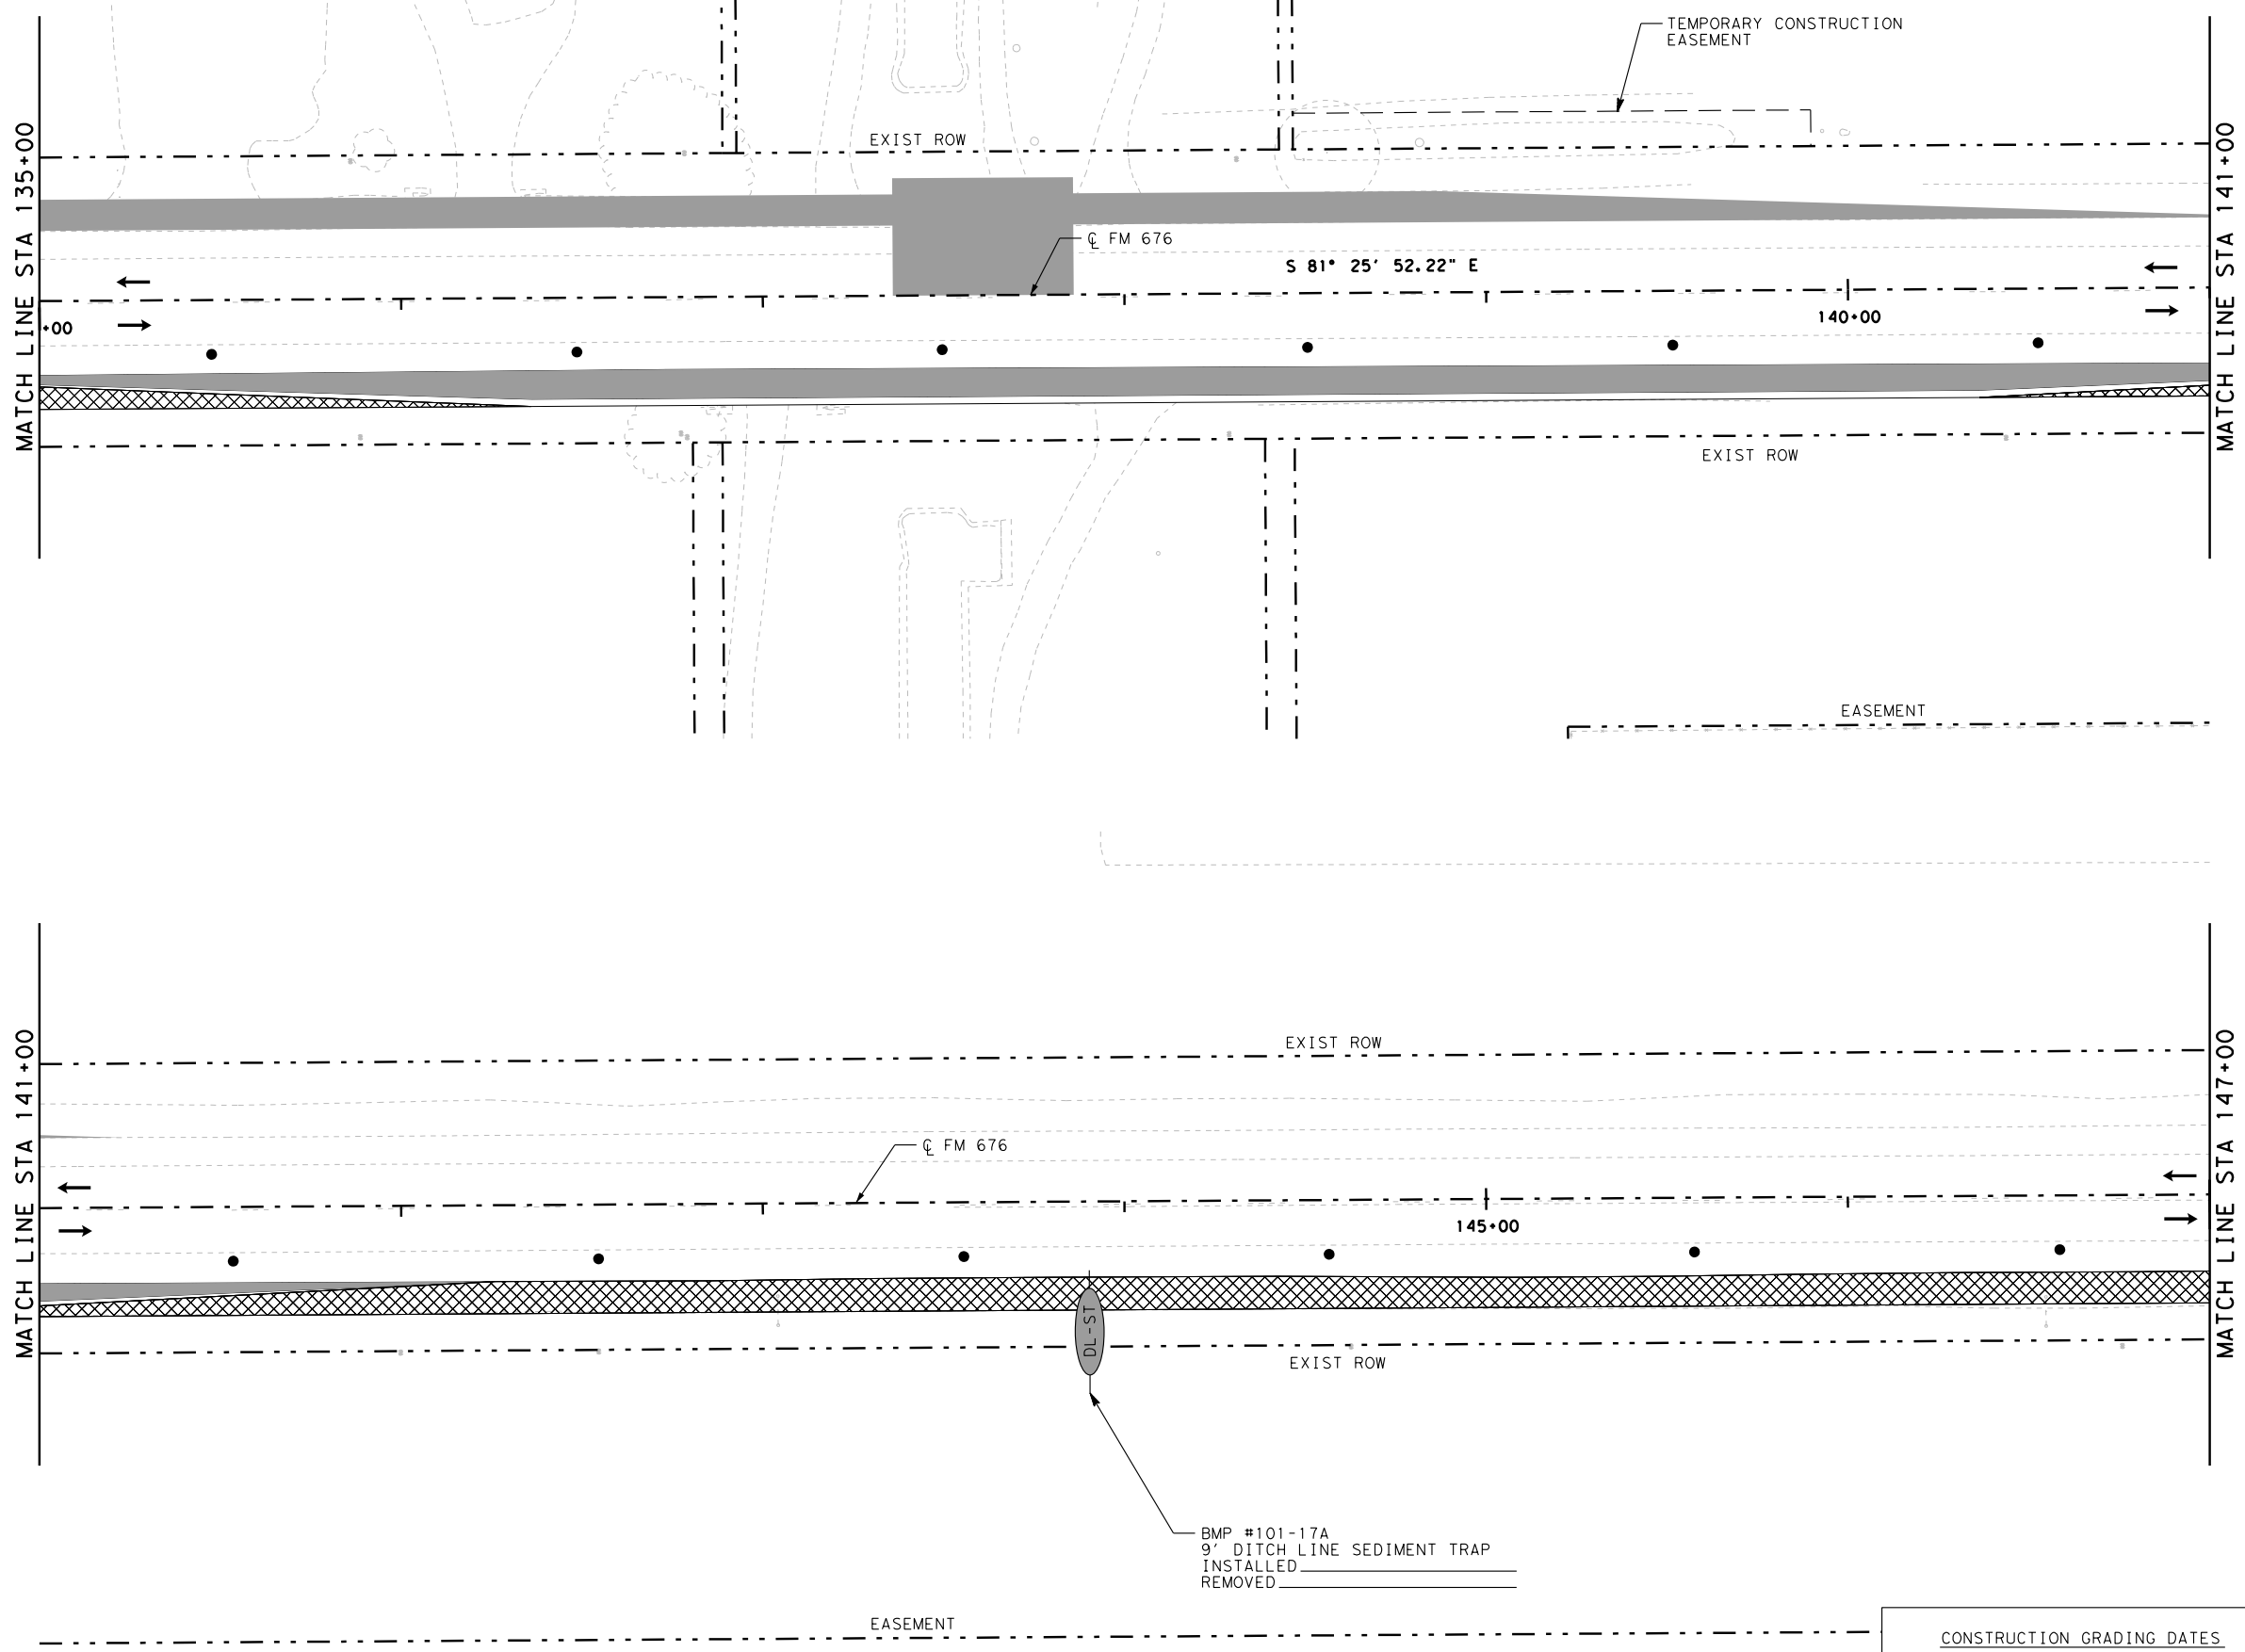 TEMPORARY CONSTRUCTION
EASEMENT
EXIST ROW
MATCH LINE STA 135+00
MATCH LINE STA 141+00
℄ FM 676
S 81° 25' 52.22" E
+00
140+00
EXIST ROW
EASEMENT
EXIST ROW
MATCH LINE STA 141+00
MATCH LINE STA 147+00
℄ FM 676
145+00
DL-ST
EXIST ROW
BMP #101-17A
9' DITCH LINE SEDIMENT TRAP
INSTALLED
REMOVED
EASEMENT
CONSTRUCTION GRADING DATES